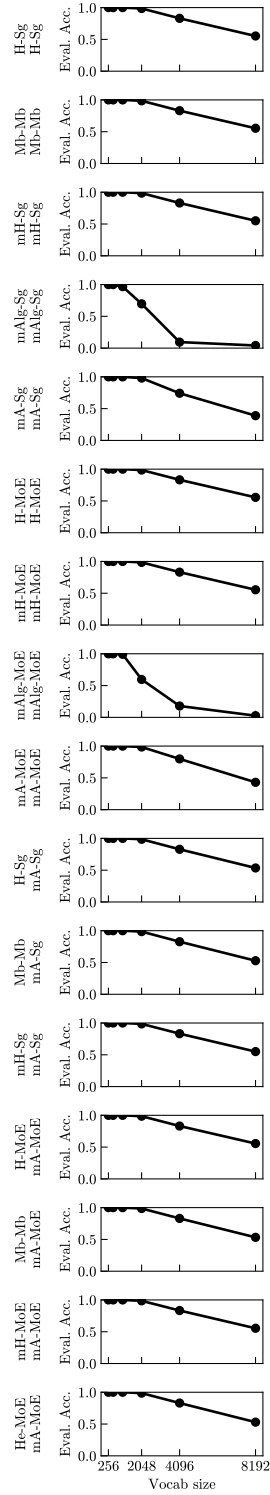 H-Sg
H-Sg
Eval. Acc.
1.0
0.5
0.0
Mb-Mb
Mb-Mb
Eval. Acc.
1.0
0.5
0.0
mH-Sg
mH-Sg
Eval. Acc.
1.0
0.5
0.0
mAlg-Sg
mAlg-Sg
Eval. Acc.
1.0
0.5
0.0
mA-Sg
mA-Sg
Eval. Acc.
1.0
0.5
0.0
H-MoE
H-MoE
Eval. Acc.
1.0
0.5
0.0
mH-MoE
mH-MoE
Eval. Acc.
1.0
0.5
0.0
mAlg-MoE
mAlg-MoE
Eval. Acc.
1.0
0.5
0.0
mA-MoE
mA-MoE
Eval. Acc.
1.0
0.5
0.0
H-Sg
mA-Sg
Eval. Acc.
1.0
0.5
0.0
Mb-Mb
mA-Sg
Eval. Acc.
1.0
0.5
0.0
mH-Sg
mA-Sg
Eval. Acc.
1.0
0.5
0.0
H-MoE
mA-MoE
Eval. Acc.
1.0
0.5
0.0
Mb-Mb
mA-MoE
Eval. Acc.
1.0
0.5
0.0
mH-MoE
mA-MoE
Eval. Acc.
1.0
0.5
0.0
He-MoE
mA-MoE
Eval. Acc.
1.0
0.5
0.0
256 2048 4096 8192
Vocab size